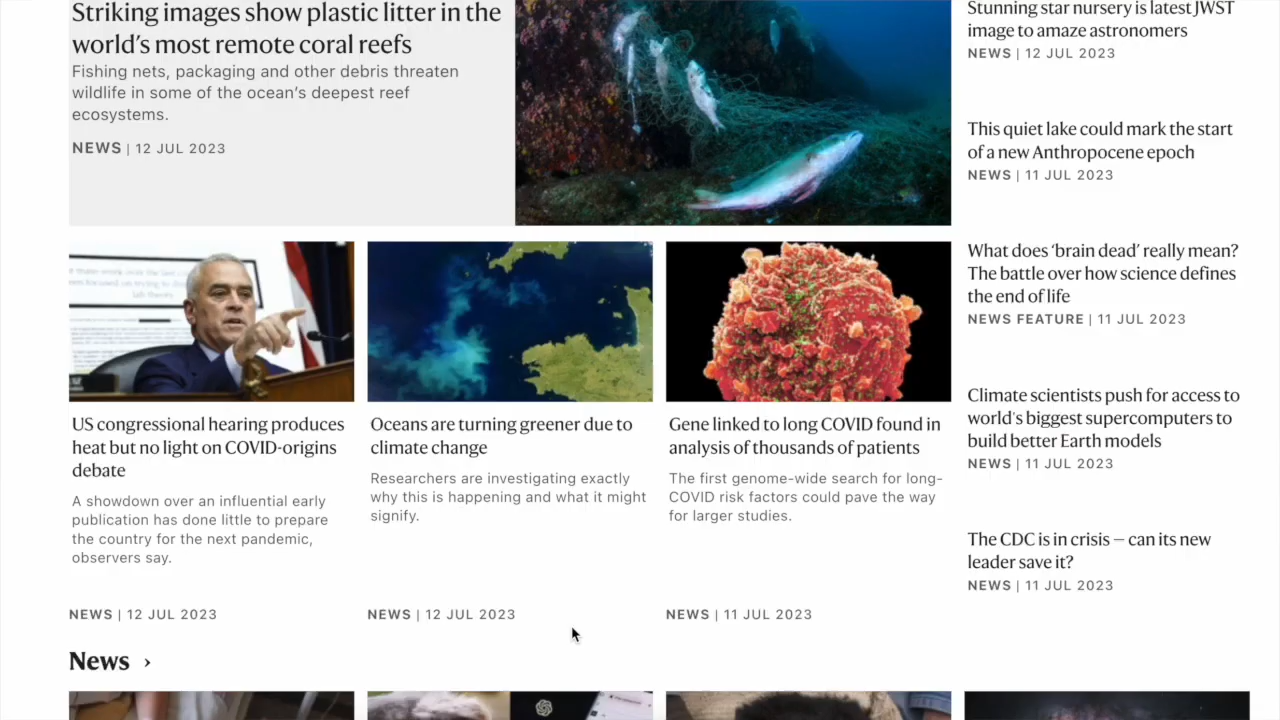 Striking images show plastic litter in the
world's most remote coral reefs
Fishing nets, packaging and other debris threaten
wildlife in some of the ocean's deepest reef
ecosystems.
NEWS | 12 JUL 2023
US congressional hearing produces
heat but no light on COVID-origins
debate
A showdown over an influential early
publication has done little to prepare
the country for the next pandemic,
observers say.
NEWS | 12 JUL 2023
Oceans are turning greener due to
climate change
Researchers are investigating exactly
why this is happening and what it might
signify.
NEWS | 12 JUL 2023
Gene linked to long COVID found in
analysis of thousands of patients
The first genome-wide search for long-
COVID risk factors could pave the way
for larger studies.
NEWS | 11 JUL 2023
Stunning star nursery is latest JWST
image to amaze astronomers
NEWS | 12 JUL 2023
This quiet lake could mark the start
of a new Anthropocene epoch
NEWS | 11 JUL 2023
What does ‘brain dead’ really mean?
The battle over how science defines
the end of life
NEWS FEATURE | 11 JUL 2023
Climate scientists push for access to
world's biggest supercomputers to
build better Earth models
NEWS | 11 JUL 2023
The CDC is in crisis — can its new
leader save it?
NEWS | 11 JUL 2023
News ›